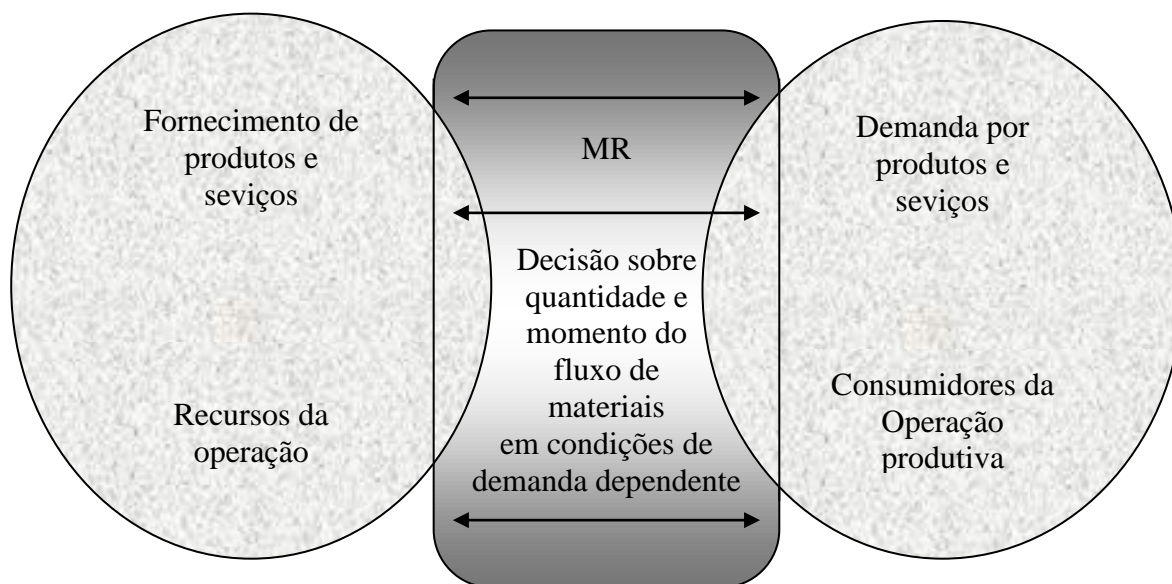 Fornecimento de
produtos e
seviços
Recursos da
operação
MR
Decisão sobre
quantidade e
momento do
fluxo de
materiais
em condições de
demanda dependente
Demanda por
produtos e
seviços
Consumidores da
Operação
produtiva